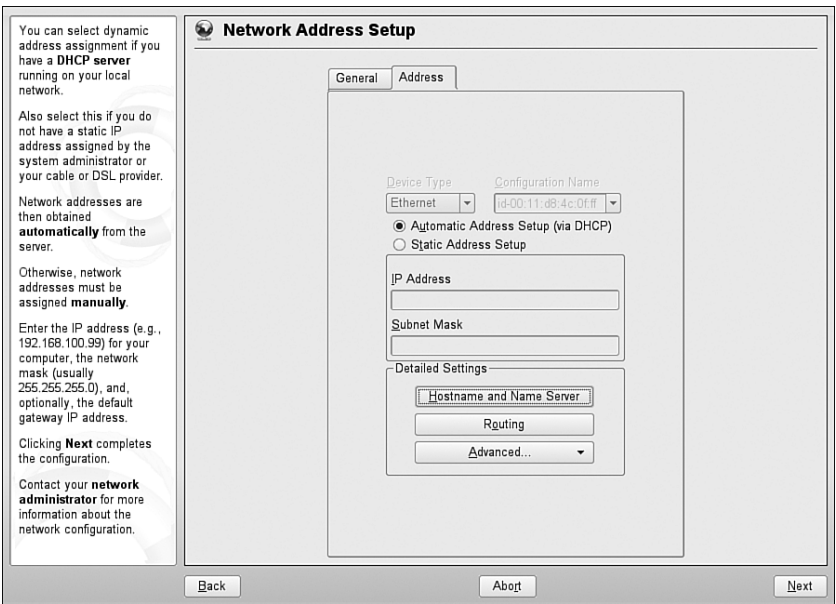 You can select dynamic
address assignment if you
have a DHCP server
running on your local
network.
Also select this if you do
not have a static IP
address assigned by the
system administrator or
your cable or DSL provider.
Network addresses are
then obtained
automatically from the
server.
Otherwise, network
addresses must be
assigned manually.
Enter the IP address (e.g.,
192.168.100.99) for your
computer, the network
mask (usually
255.255.255.0), and,
optionally, the default
gateway IP address.
Clicking Next completes
the configuration.
Contact your network
administrator for more
information about the
network configuration.
Network Address Setup
General Address
Device Type Configuration Name
Ethernet id-00:11:d8:4c:0f:ff
Automatic Address Setup (via DHCP)
Static Address Setup
IP Address
Subnet Mask
Detailed Settings
Hostname and Name Server
Routing
Advanced...
Back Abort Next